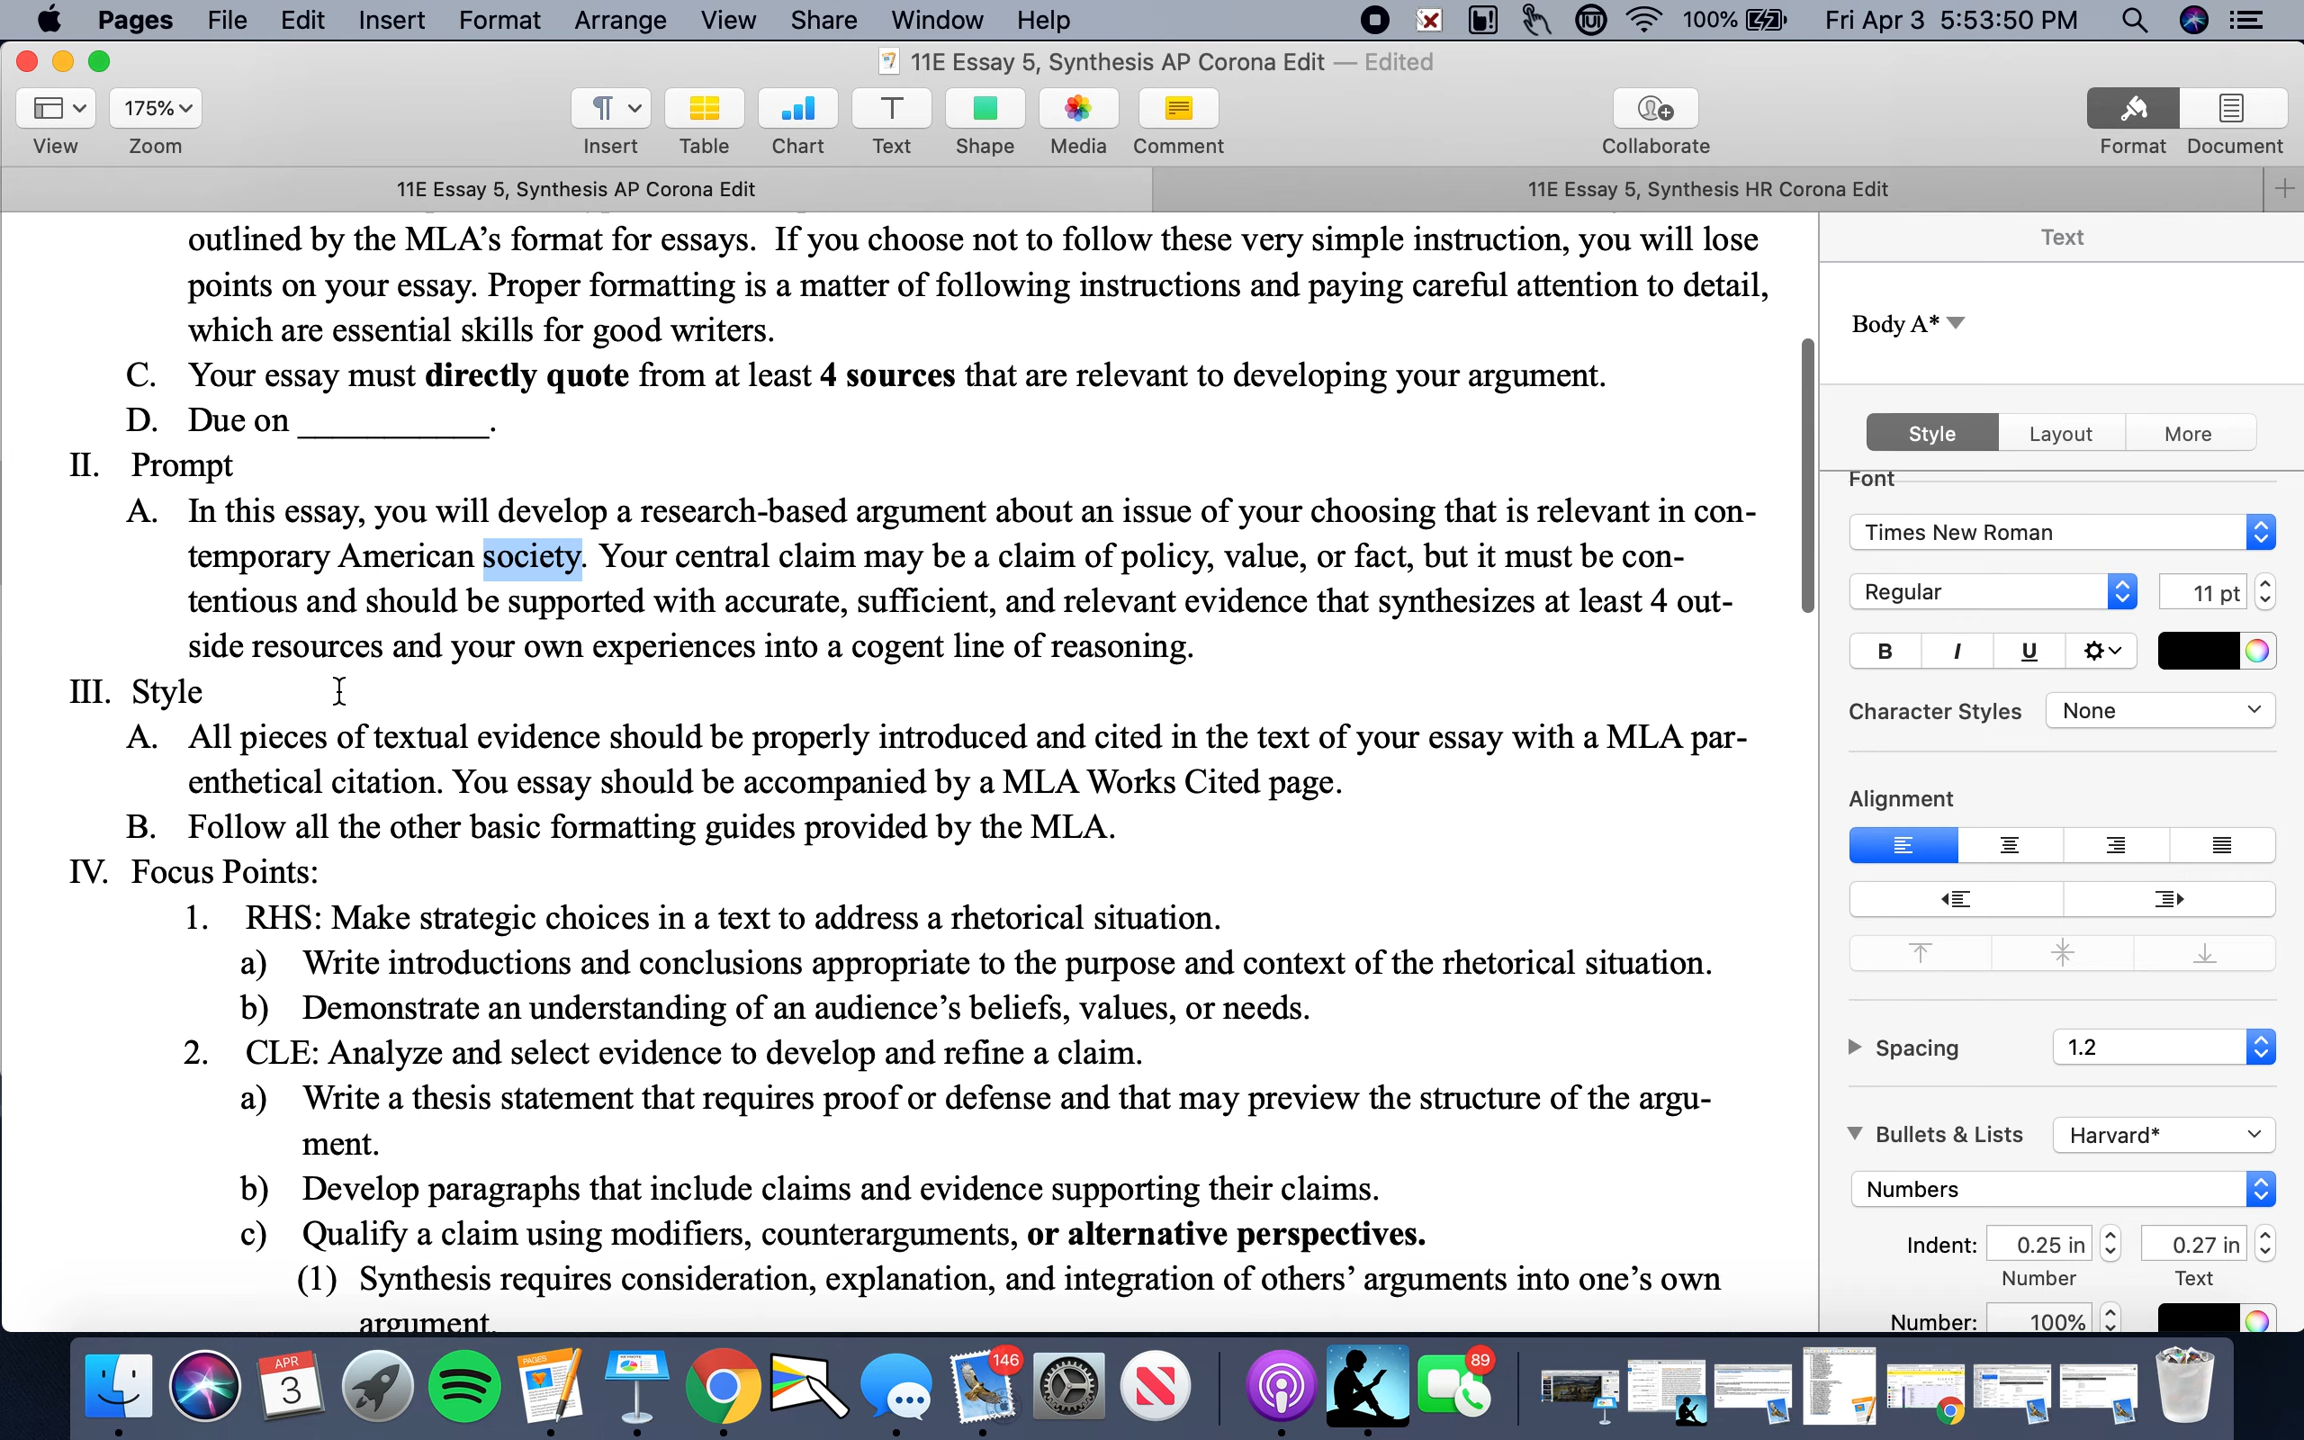 Pages File Edit Insert Format Arrange View Share Window Help 100% Fri Apr 3 5:53:50 PM
11E Essay 5, Synthesis AP Corona Edit — Edited
175%
View Zoom Insert Table Chart Text Shape Media Comment Collaborate Format Document
11E Essay 5, Synthesis AP Corona Edit 11E Essay 5, Synthesis HR Corona Edit
outlined by the MLA’s format for essays. If you choose not to follow these very simple instruction, you will lose
points on your essay. Proper formatting is a matter of following instructions and paying careful attention to detail,
which are essential skills for good writers.
C. Your essay must directly quote from at least 4 sources that are relevant to developing your argument.
D. Due on ___________.
II. Prompt
A. In this essay, you will develop a research-based argument about an issue of your choosing that is relevant in con-
temporary American society. Your central claim may be a claim of policy, value, or fact, but it must be con-
tentious and should be supported with accurate, sufficient, and relevant evidence that synthesizes at least 4 out-
side resources and your own experiences into a cogent line of reasoning.
III. Style
A. All pieces of textual evidence should be properly introduced and cited in the text of your essay with a MLA par-
enthetical citation. You essay should be accompanied by a MLA Works Cited page.
B. Follow all the other basic formatting guides provided by the MLA.
IV. Focus Points:
1. RHS: Make strategic choices in a text to address a rhetorical situation.
a) Write introductions and conclusions appropriate to the purpose and context of the rhetorical situation.
b) Demonstrate an understanding of an audience’s beliefs, values, or needs.
2. CLE: Analyze and select evidence to develop and refine a claim.
a) Write a thesis statement that requires proof or defense and that may preview the structure of the argu-
ment.
b) Develop paragraphs that include claims and evidence supporting their claims.
c) Qualify a claim using modifiers, counterarguments, or alternative perspectives.
(1) Synthesis requires consideration, explanation, and integration of others’ arguments into one’s own
argument.
Text
Body A*
Style Layout More
Font
Times New Roman
Regular 11 pt
B I U
Character Styles None
Alignment
Spacing 1.2
Bullets & Lists Harvard*
Numbers
Indent: 0.25 in 0.27 in
Number Text
Number: 100%
APR
3
PAGES
146
89